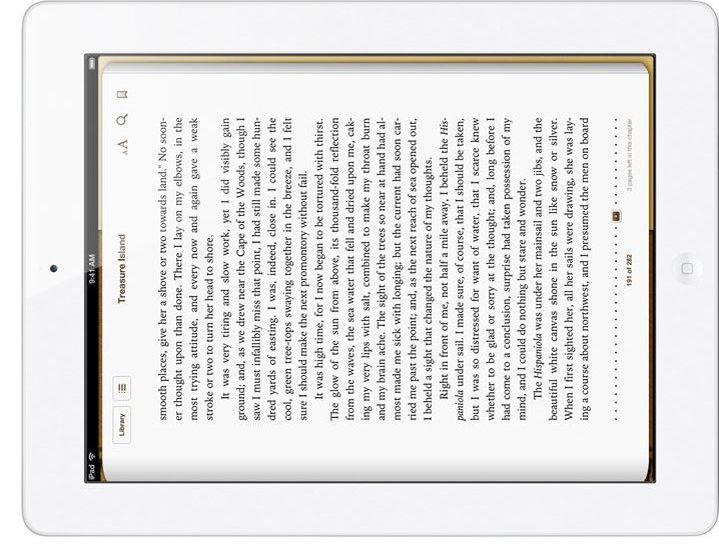 iPad
9:41 AM
Library
Treasure Island
AA
smooth places, give her a shove or two towards land." No soon-
er thought upon than done. There I lay on my elbows, in the
most trying attitude, and every now and again gave a weak
stroke or two to turn her head to shore.
It was very tiring and slow work, yet I did visibly gain
ground; and, as we drew near the Cape of the Woods, though I
saw I must infallibly miss that point, I had still made some hun-
dred yards of easting. I was, indeed, close in. I could see the
cool, green tree-tops swaying together in the breeze, and I felt
sure I should make the next promontory without fail.
It was high time, for I now began to be tortured with thirst.
The glow of the sun from above, its thousand-fold reflection
from the waves, the sea water that fell and dried upon me, cak-
ing my very lips with salt, combined to make my throat burn
and my brain ache. The sight of the trees so near at hand had al-
most made me sick with longing; but the current had soon car-
ried me past the point; and, as the next reach of sea opened out,
I beheld a sight that changed the nature of my thoughts.
Right in front of me, not half a mile away, I beheld the His-
paniola under sail. I made sure, of course, that I should be taken,
but I was so distressed for want of water, that I scarce knew
whether to be glad or sorry at the thought; and, long before I
had come to a conclusion, surprise had taken possession of my
mind, and I could do nothing but stare and wonder.
The Hispaniola was under her mainsail and two jibs, and the
beautiful white canvas shone in the sun like snow or silver.
When I first sighted her, all her sails were drawing, she was lay-
ing a course about northwest, and I presumed the men on board
191 of 282
3 pages left in this chapter